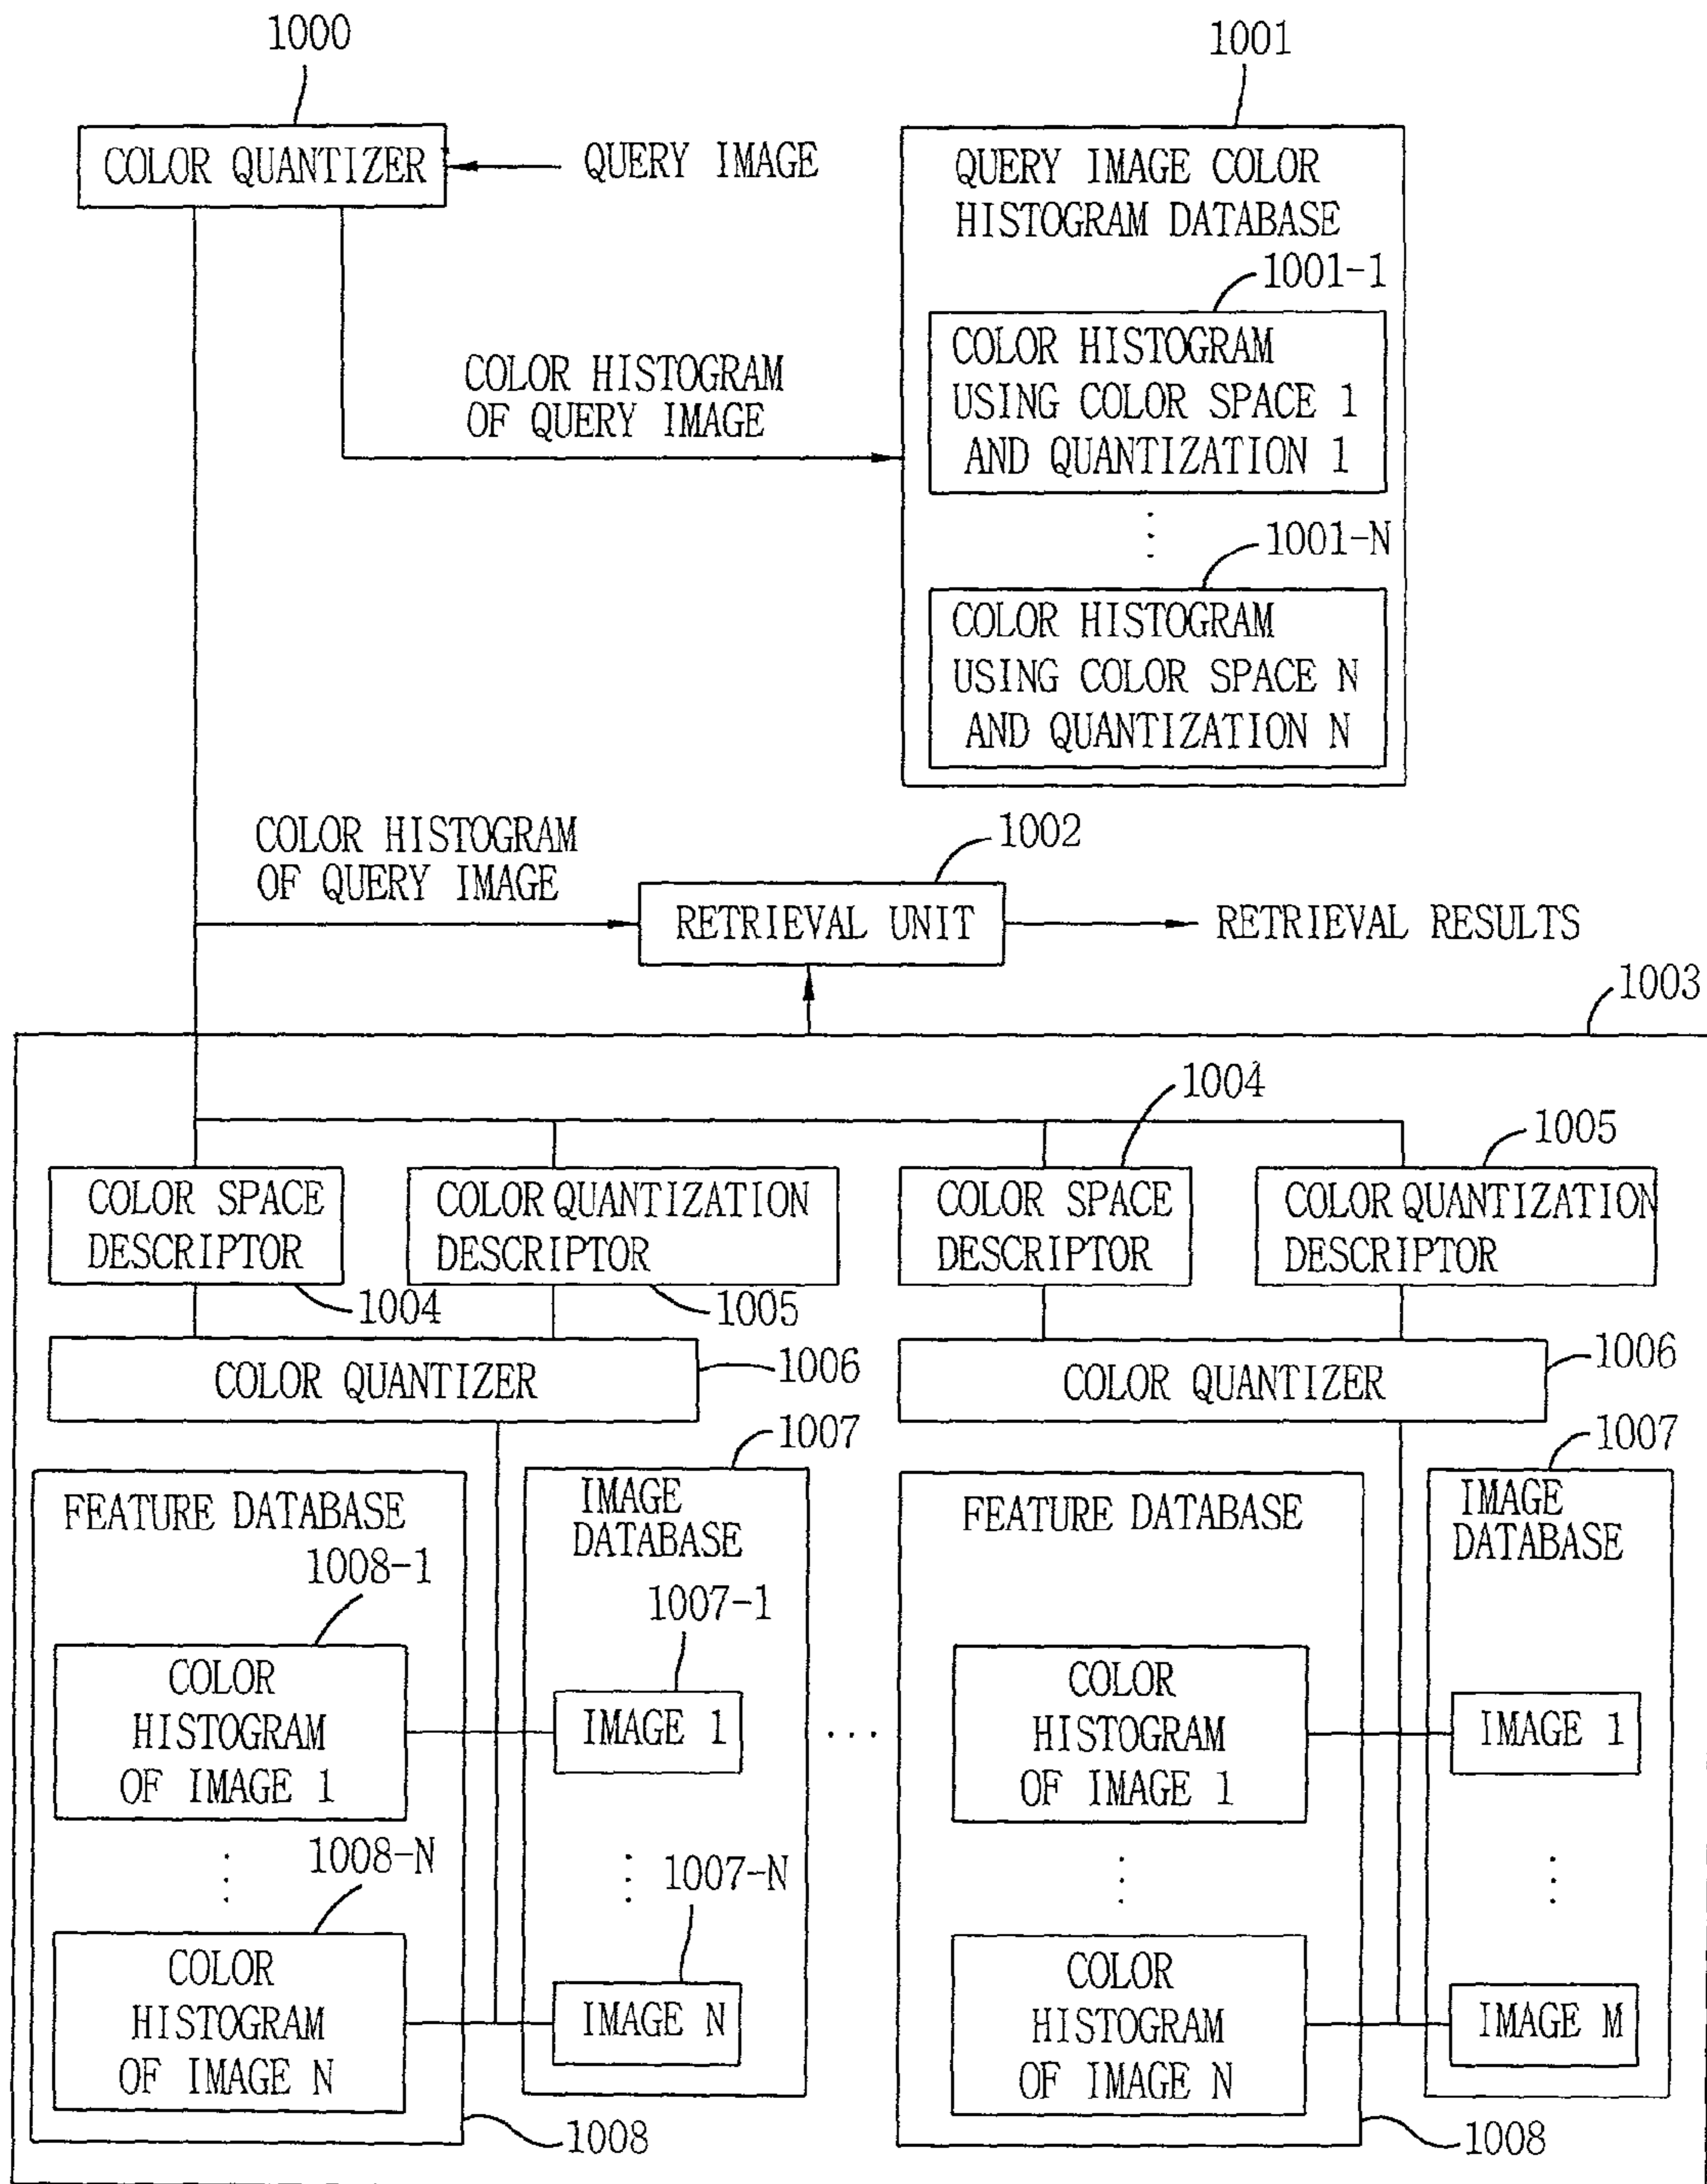 1000
1001
COLOR QUANTIZER
QUERY IMAGE
QUERY IMAGE COLOR
HISTOGRAM DATABASE
1001-1
COLOR HISTOGRAM
USING COLOR SPACE 1
AND QUANTIZATION 1
COLOR HISTOGRAM
OF QUERY IMAGE
1001-N
COLOR HISTOGRAM
USING COLOR SPACE N
AND QUANTIZATION N
COLOR HISTOGRAM
OF QUERY IMAGE
1002
RETRIEVAL UNIT
RETRIEVAL RESULTS
1003
1004
1005
COLOR SPACE
DESCRIPTOR
COLOR QUANTIZATION
DESCRIPTOR
COLOR SPACE
DESCRIPTOR
COLOR QUANTIZATION
DESCRIPTOR
1004
1005
COLOR QUANTIZER
1006
COLOR QUANTIZER
1006
1007
1007
FEATURE DATABASE
IMAGE
DATABASE
FEATURE DATABASE
IMAGE
DATABASE
1008-1
1007-1
COLOR
HISTOGRAM
OF IMAGE 1
IMAGE 1
...
COLOR
HISTOGRAM
OF IMAGE 1
IMAGE 1
1008-N
1007-N
COLOR
HISTOGRAM
OF IMAGE N
IMAGE N
COLOR
HISTOGRAM
OF IMAGE N
IMAGE M
1008
1008